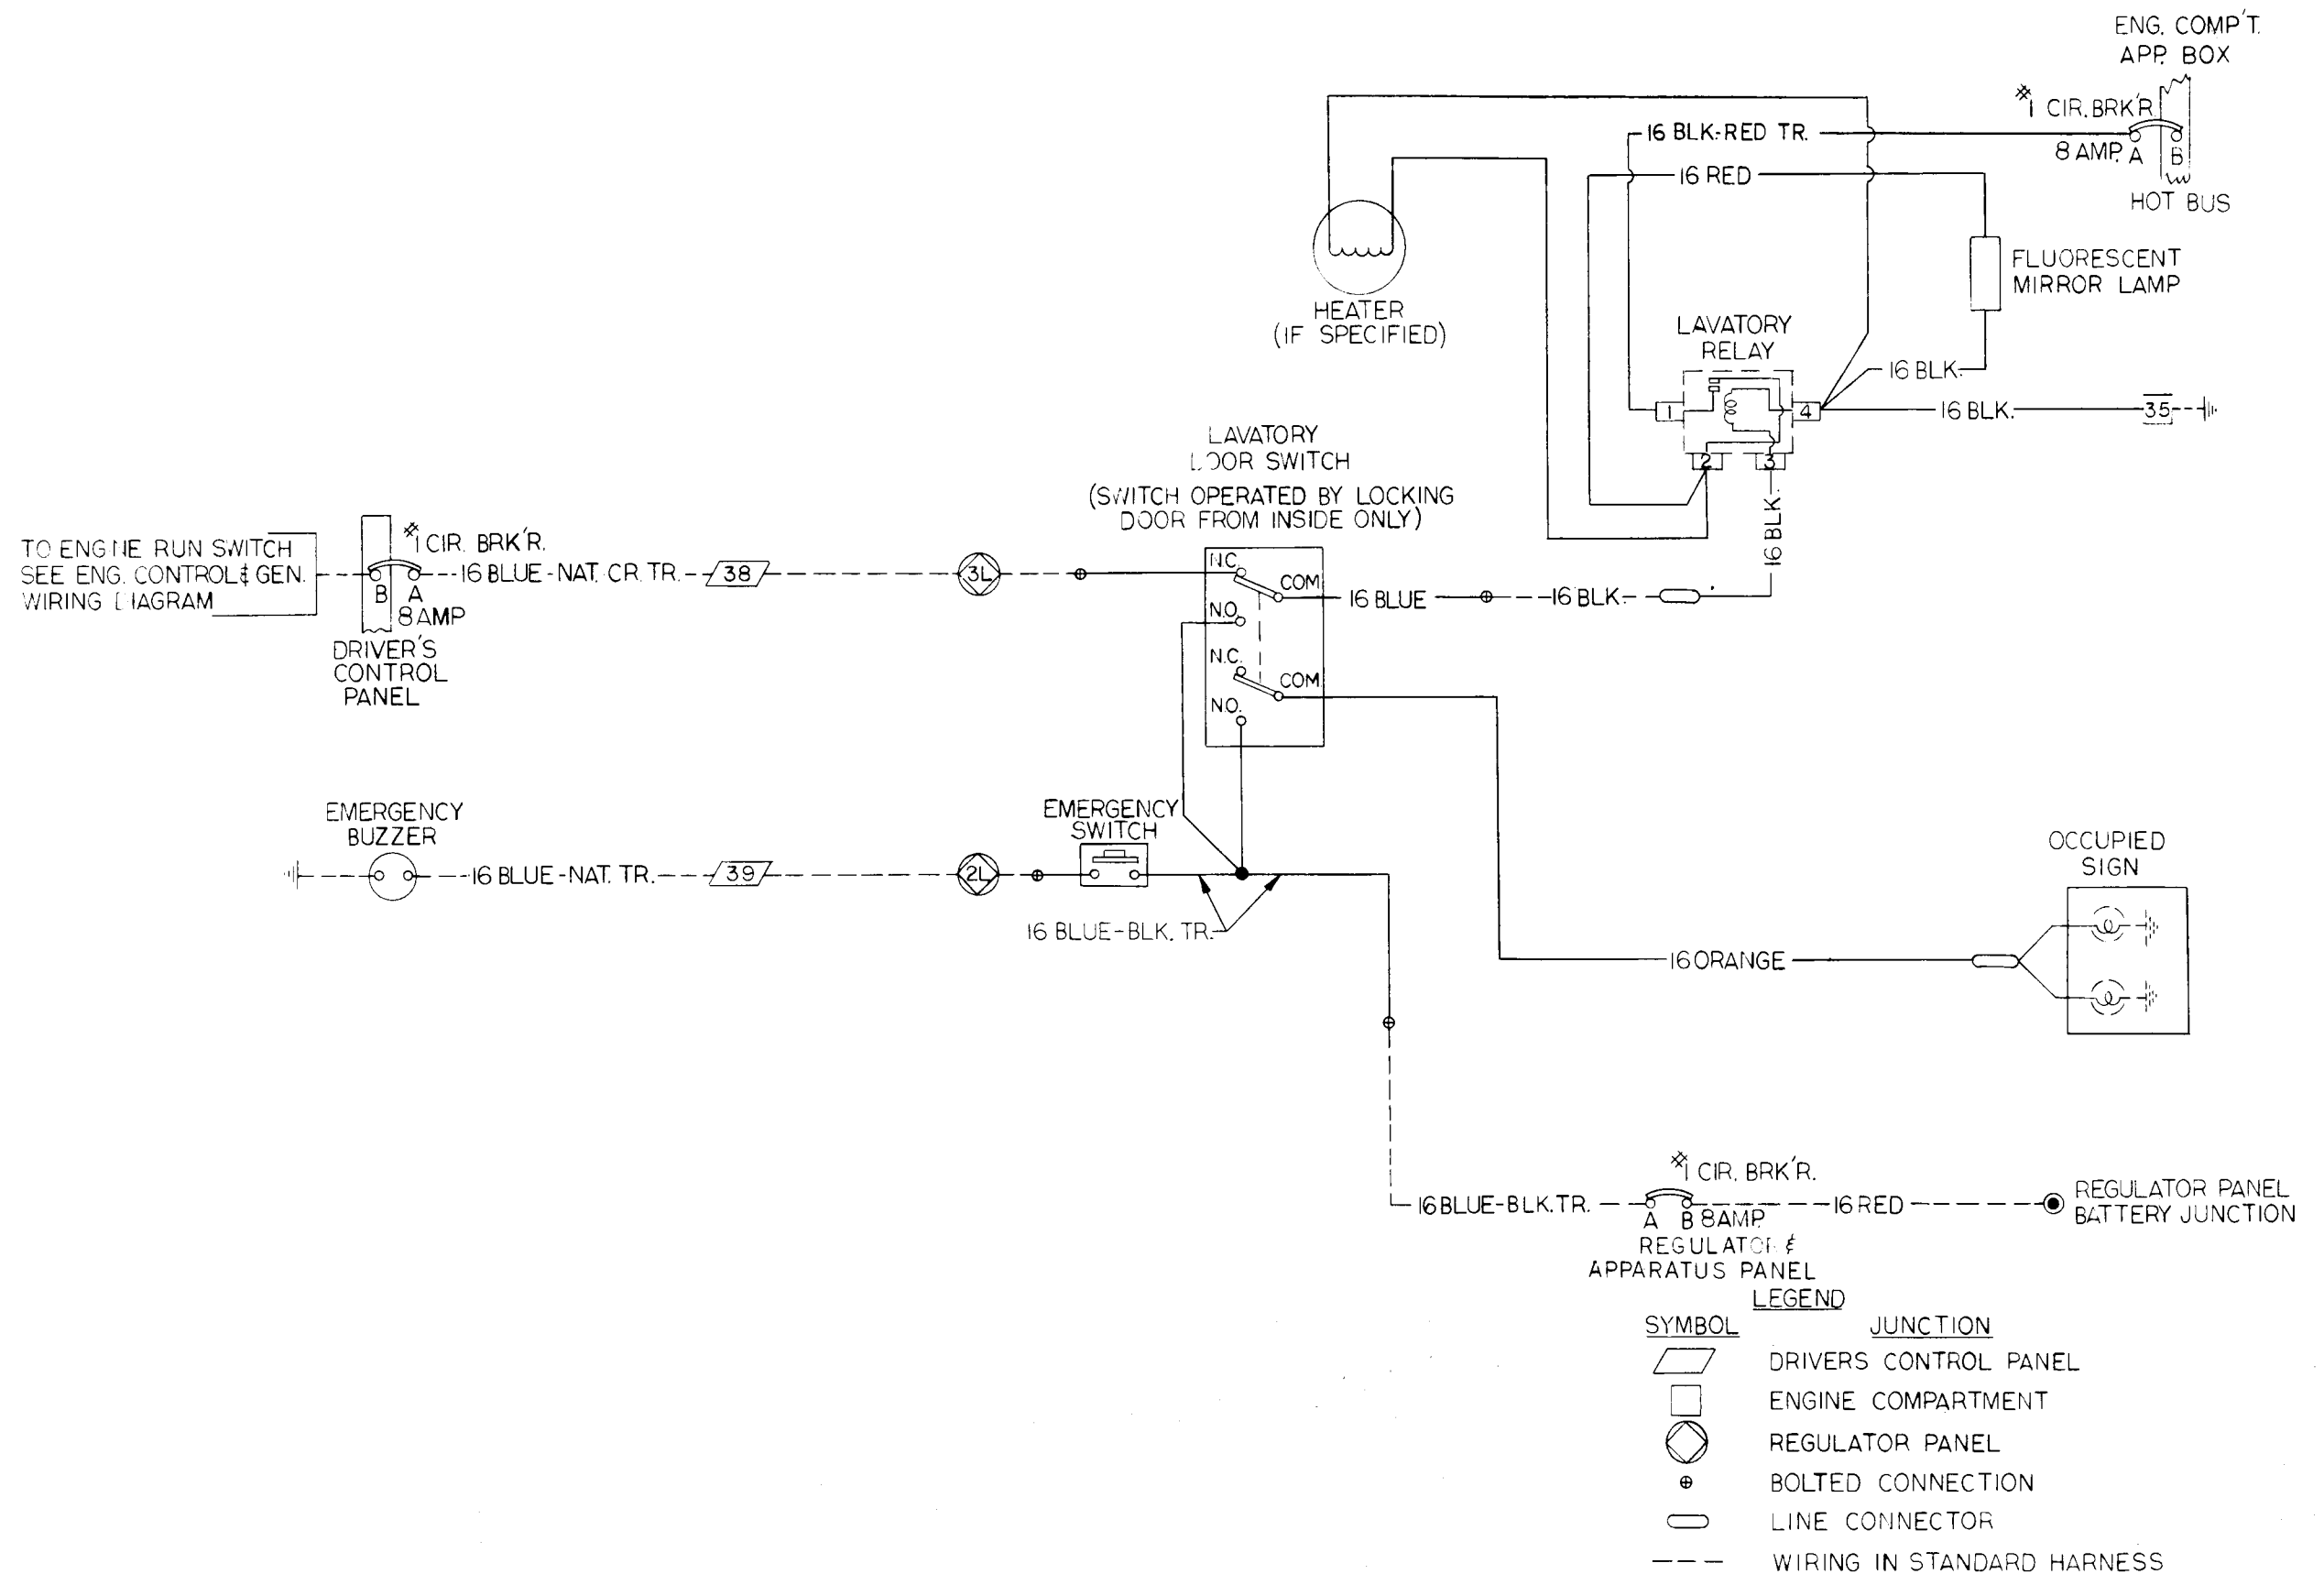 ENG. COMP'T.
APP. BOX
#1 CIR. BRK'R
8 AMP. A B
HOT BUS
16 BLK-RED TR.
16 RED
FLUORESCENT
MIRROR LAMP
HEATER
(IF SPECIFIED)
LAVATORY
RELAY
1
4
2
3
16 BLK.
16 BLK.
35
16 BLK.
LAVATORY
DOOR SWITCH
(SWITCH OPERATED BY LOCKING
DOOR FROM INSIDE ONLY)
TO ENGINE RUN SWITCH
SEE ENG. CONTROL & GEN.
WIRING DIAGRAM
#1 CIR. BRK'R.
B A
8 AMP
DRIVER'S
CONTROL
PANEL
16 BLUE-NAT. CR. TR.
38
3L
N.C.
COM
N.O.
N.C.
COM
N.O.
16 BLUE
16 BLK.
EMERGENCY
BUZZER
16 BLUE-NAT. TR.
39
2L
EMERGENCY
SWITCH
16 BLUE-BLK. TR.
OCCUPIED
SIGN
16 ORANGE
#1 CIR. BRK'R.
16 BLUE-BLK. TR.
A B 8 AMP.
16 RED
REGULATOR PANEL
BATTERY JUNCTION
REGULATOR &
APPARATUS PANEL
LEGEND
SYMBOL JUNCTION
DRIVERS CONTROL PANEL
ENGINE COMPARTMENT
REGULATOR PANEL
BOLTED CONNECTION
LINE CONNECTOR
WIRING IN STANDARD HARNESS